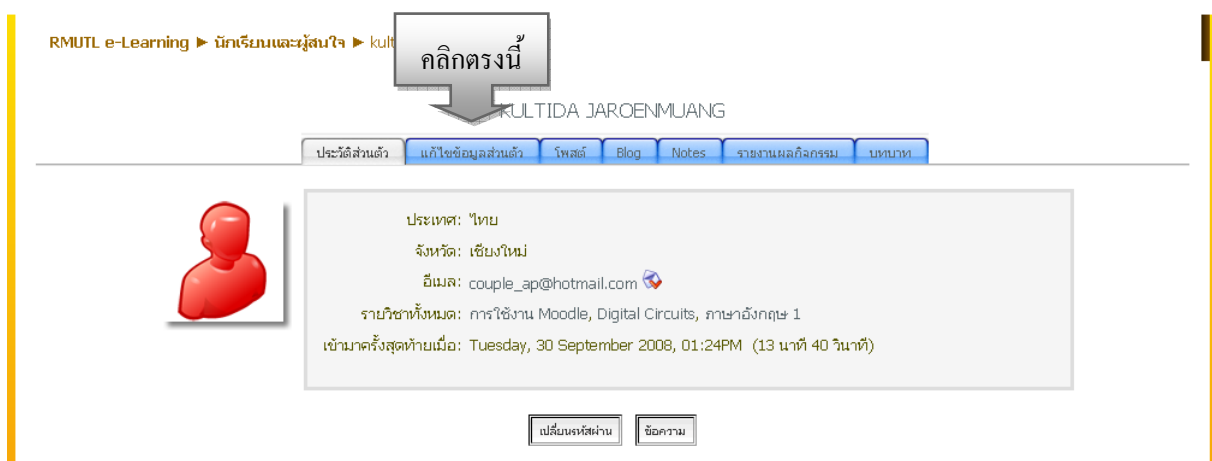 RMUTL e-Learning ► นักเรียนและผู้สนใจ ► kult
คลิกตรงนี้
KULTIDA JAROENMUANG
ประวัติส่วนตัว แก้ไขข้อมูลส่วนตัว โพสต์ Blog Notes รายงานผลกิจกรรม บทบาท
ประเทศ: ไทย
จังหวัด: เชียงใหม่
อีเมล: couple_ap@hotmail.com
รายวิชาทั้งหมด: การใช้งาน Moodle, Digital Circuits, ภาษาอังกฤษ 1
เข้ามาครั้งสุดท้ายเมื่อ: Tuesday, 30 September 2008, 01:24PM (13 นาที 40 วินาที)
เปลี่ยนรหัสผ่าน ข้อความ